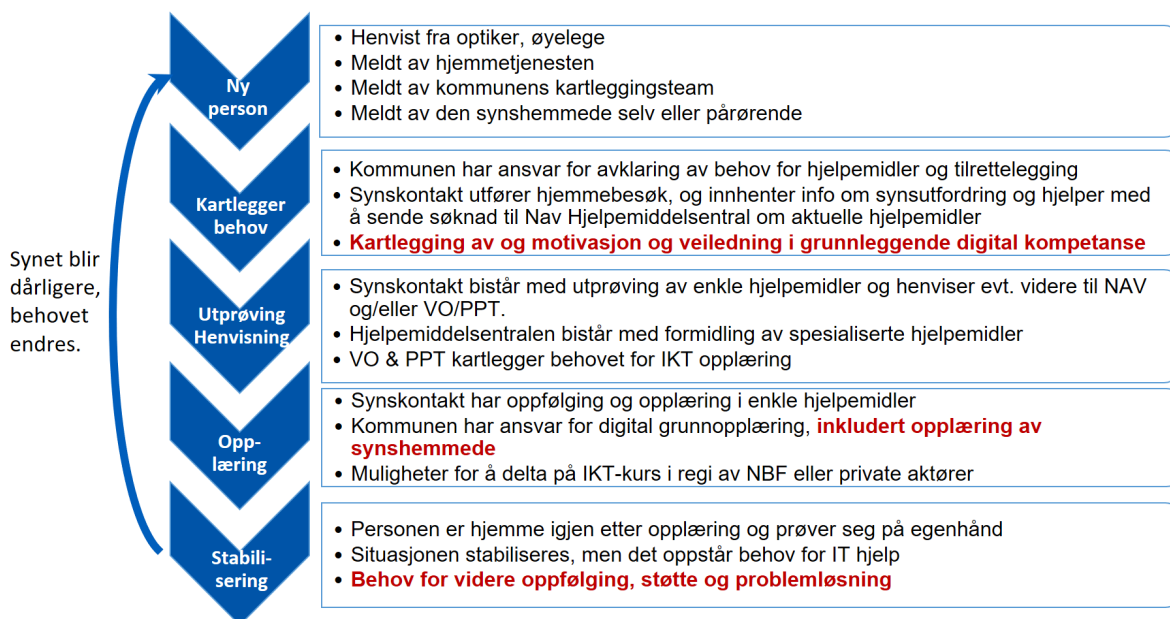 Ny
person
• Henvist fra optiker, øyelege
• Meldt av hjemmetjenesten
• Meldt av kommunens kartleggingsteam
• Meldt av den synshemmede selv eller pårørende
Kartlegger
behov
• Kommunen har ansvar for avklaring av behov for hjelpemidler og tilrettelegging
• Synskontakt utfører hjemmebesøk, og innhenter info om synsutfordring og hjelper med
å sende søknad til Nav Hjelpemiddelsentral om aktuelle hjelpemidler
• Kartlegging av og motivasjon og veiledning i grunnleggende digital kompetanse
Synet blir
dårligere,
behovet
endres.
Utprøving
Henvisning
• Synskontakt bistår med utprøving av enkle hjelpemidler og henviser evt. videre til NAV
og/eller VO/PPT.
• Hjelpemiddelsentralen bistår med formidling av spesialiserte hjelpemidler
• VO & PPT kartlegger behovet for IKT opplæring
Opp-
læring
• Synskontakt har oppfølging og opplæring i enkle hjelpemidler
• Kommunen har ansvar for digital grunnopplæring, inkludert opplæring av
synshemmede
• Muligheter for å delta på IKT-kurs i regi av NBF eller private aktører
Stabili-
sering
• Personen er hjemme igjen etter opplæring og prøver seg på egenhånd
• Situasjonen stabiliseres, men det oppstår behov for IT hjelp
• Behov for videre oppfølging, støtte og problemløsning